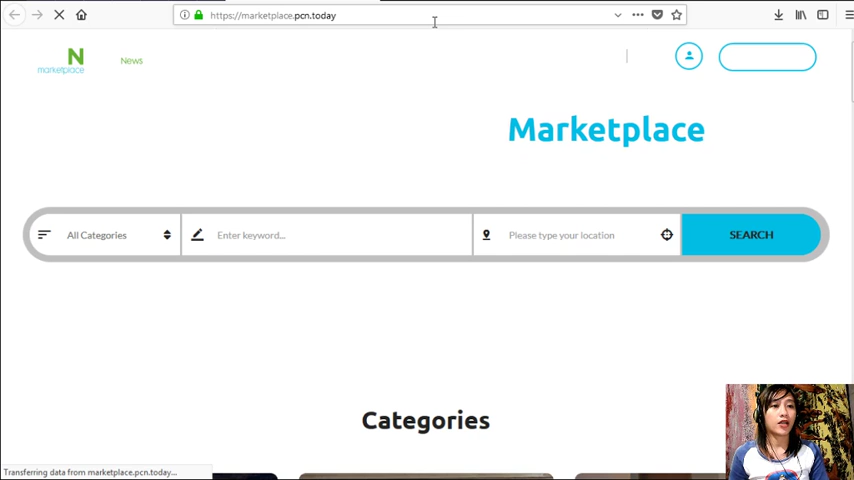 https://marketplace.pcn.today
N
marketplace
News
Marketplace
All Categories
Enter keyword...
Please type your location
SEARCH
Categories
Transferring data from marketplace.pcn.today...